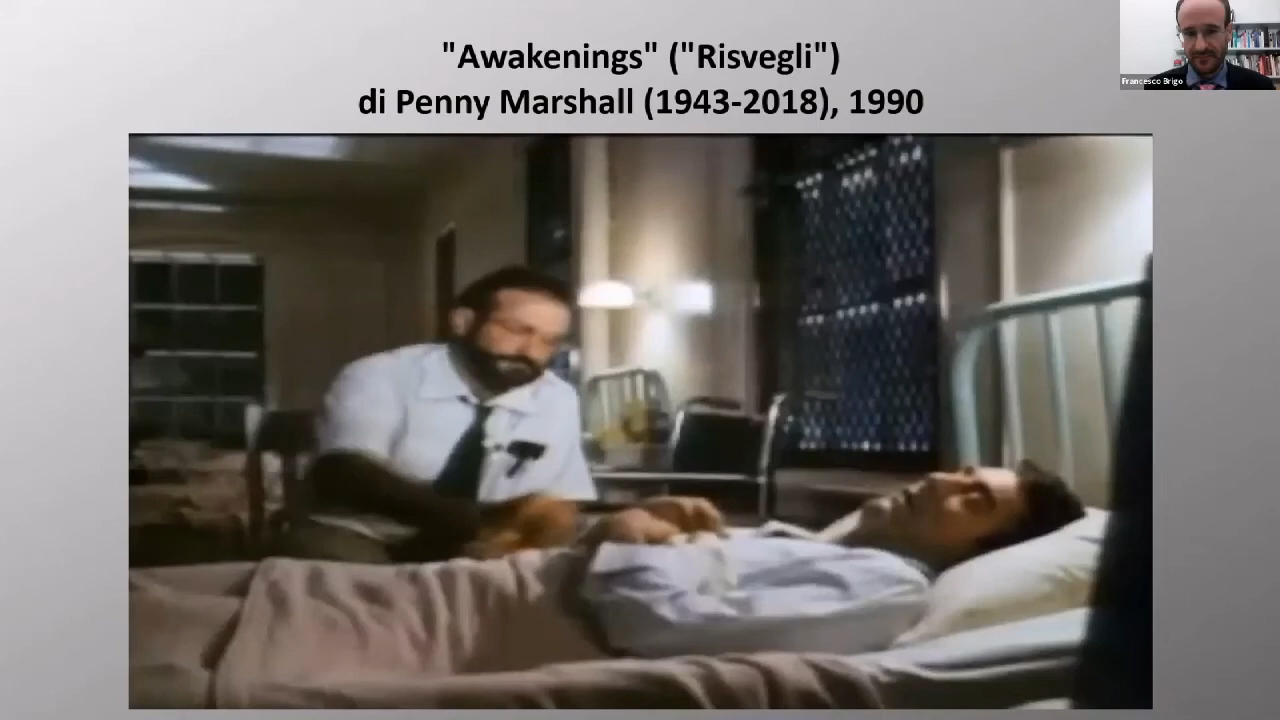 "Awakenings" ("Risvegli")
di Penny Marshall (1943-2018), 1990
Francesco Brigo